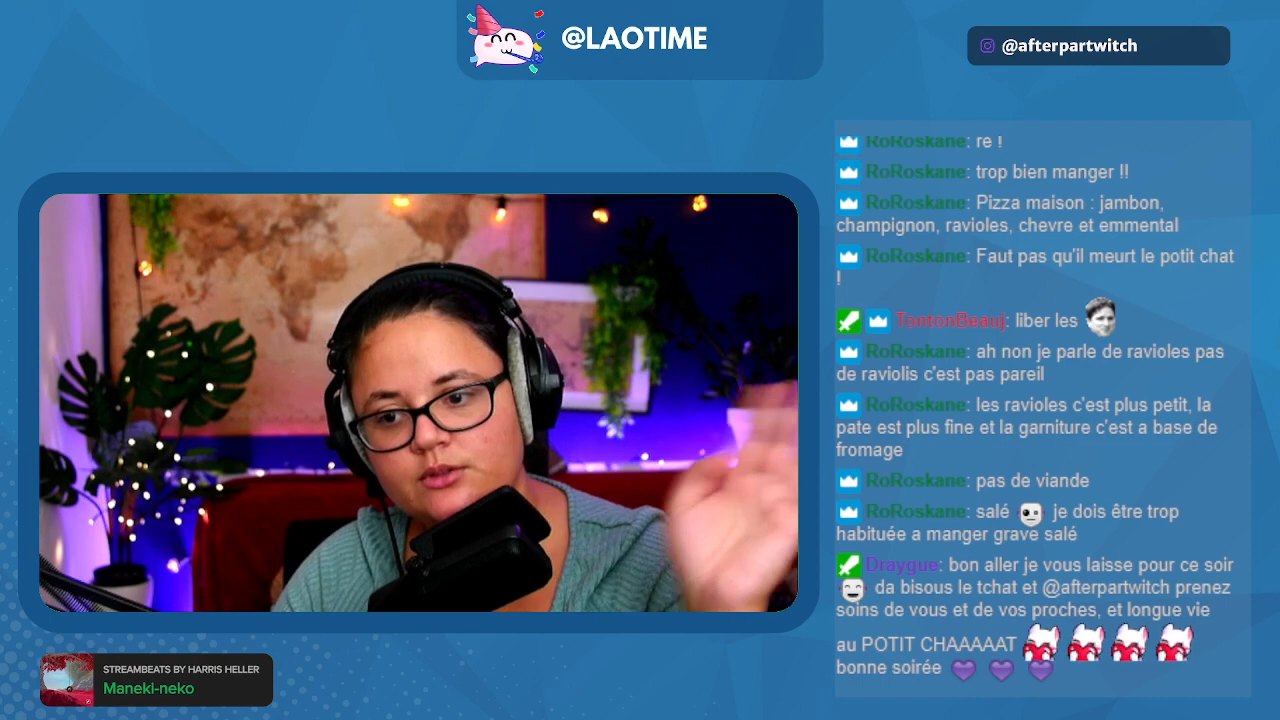 @LAOTIME
@afterpartwitch
RoRoskane: re !
RoRoskane: trop bien manger !!
RoRoskane: Pizza maison : jambon,
champignon, ravioles, chevre et emmental
RoRoskane: Faut pas qu'il meurt le potit chat
!
TontonBeauj: liber les
RoRoskane: ah non je parle de ravioles pas
de raviolis c'est pas pareil
RoRoskane: les ravioles c'est plus petit, la
pate est plus fine et la garniture c'est a base de
fromage
RoRoskane: pas de viande
RoRoskane: salé je dois être trop
habituée a manger grave salé
Draygue: bon aller je vous laisse pour ce soir
da bisous le tchat et @afterpartwitch prenez
soins de vous et de vos proches, et longue vie
au POTIT CHAAAAAT
bonne soirée
STREAMBEATS BY HARRIS HELLER
Maneki-neko